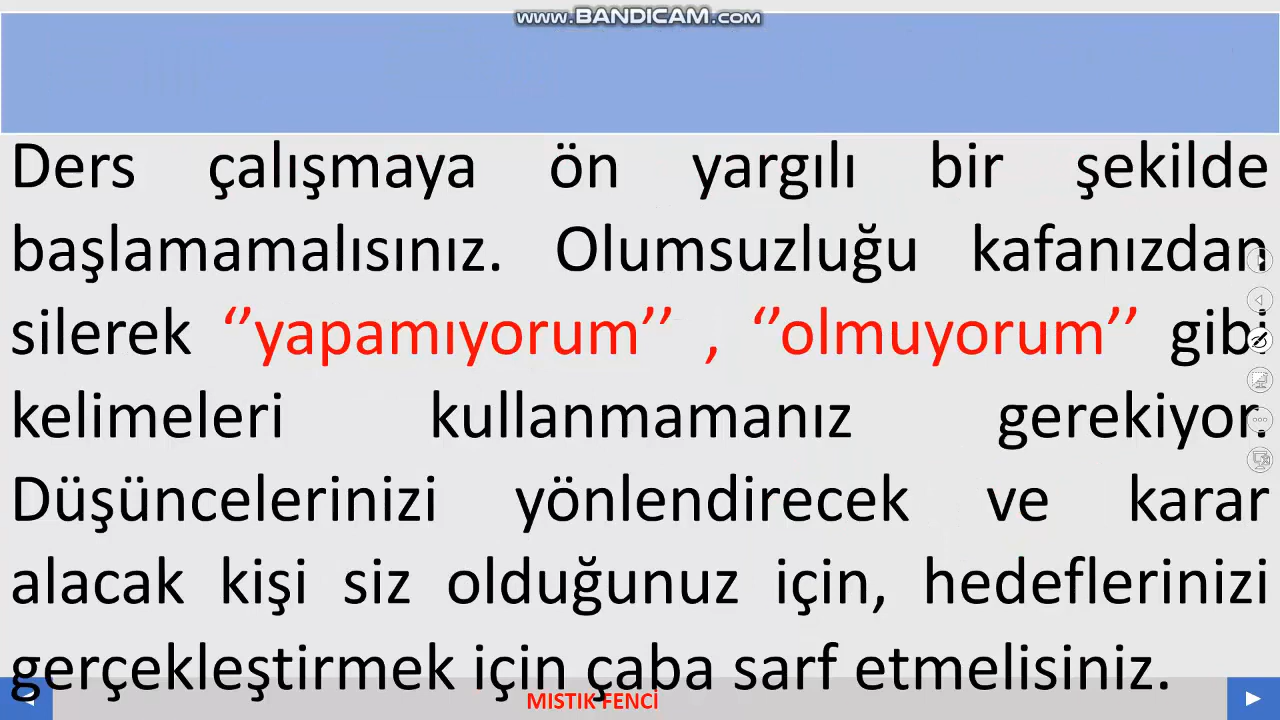 www.BANDICAM.com
Ders çalışmaya ön yargılı bir şekilde
başlamamalısınız. Olumsuzluğu kafanızdan
silerek ‘’yapamıyorum’’ , ‘’olmuyorum’’ gibi
kelimeleri kullanmamanız gerekiyor.
Düşüncelerinizi yönlendirecek ve karar
alacak kişi siz olduğunuz için, hedeflerinizi
gerçekleştirmek için çaba sarf etmelisiniz.
MISTIK FENCİ